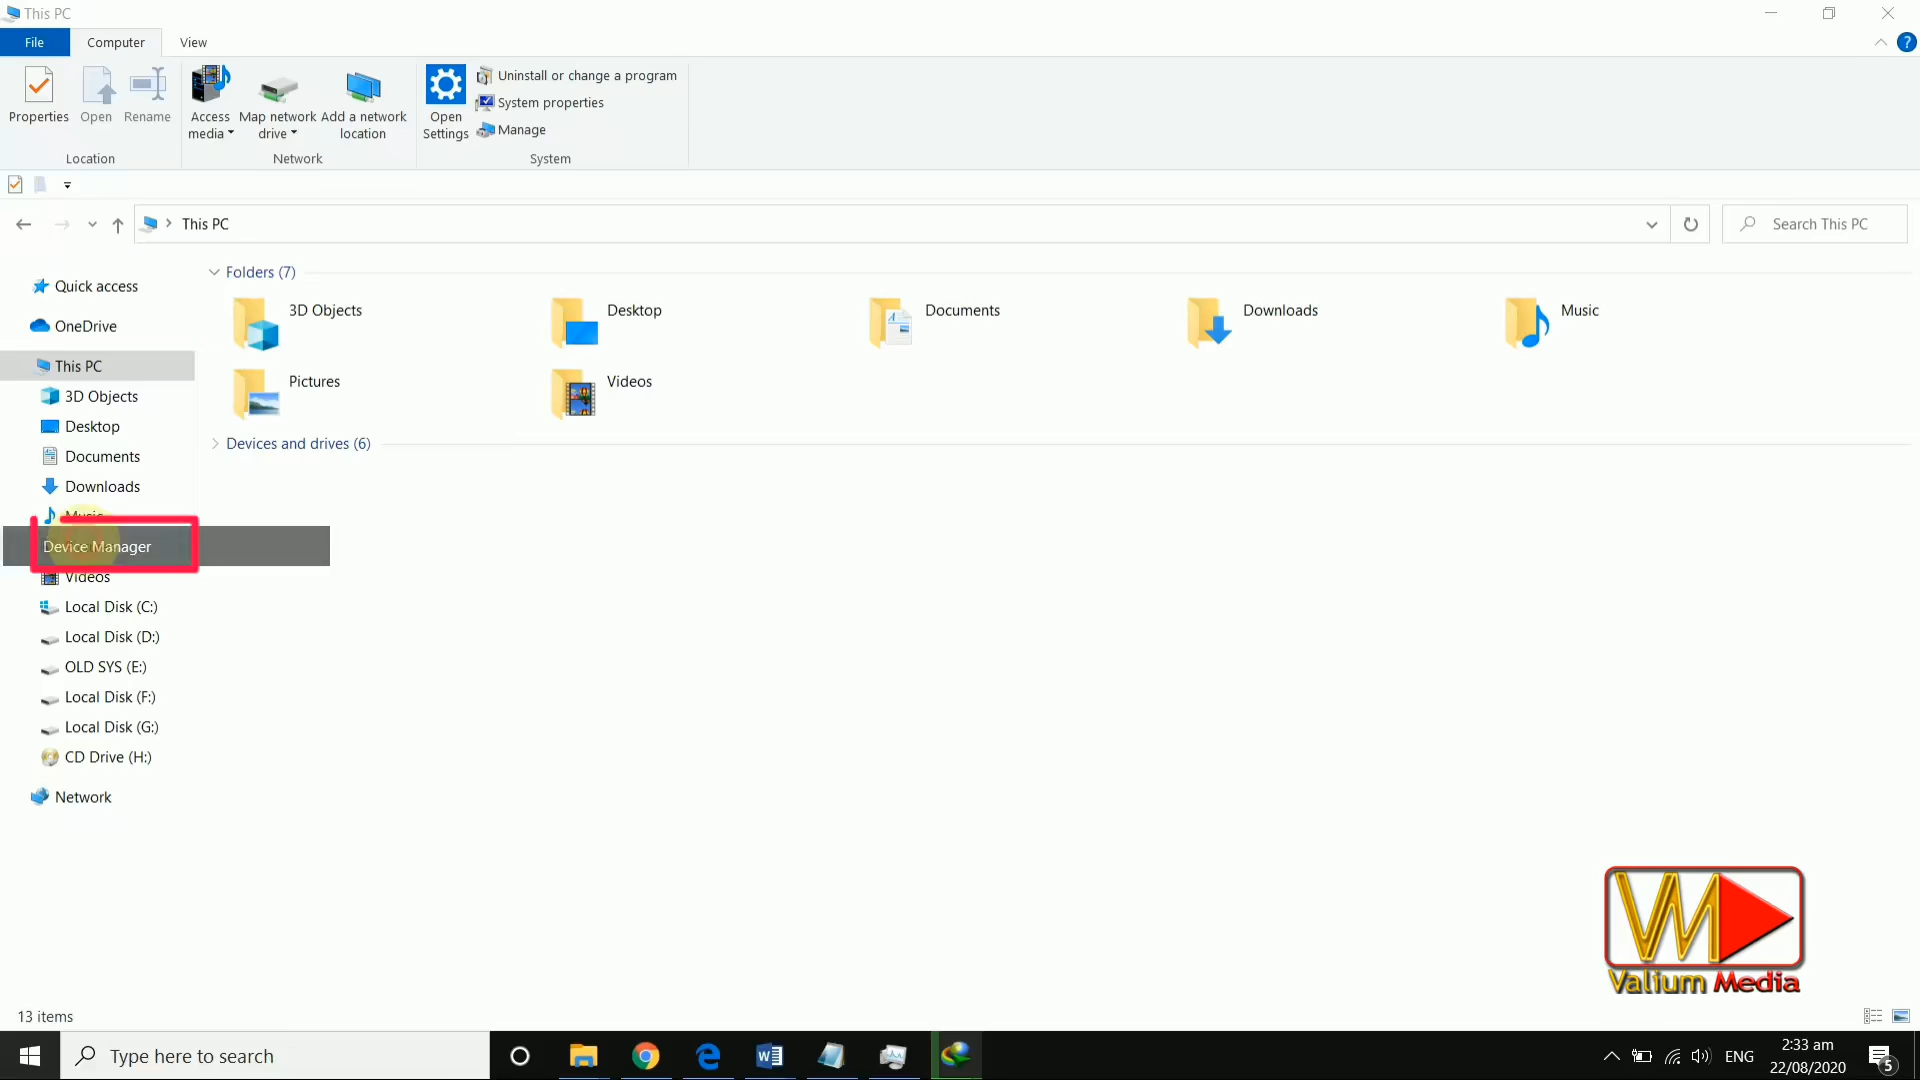 This PC
File
Computer
View
Properties
Open
Rename
Access media
Map network drive
Add a network location
Open Settings
Uninstall or change a program
System properties
Manage
Location
Network
System
This PC
Search This PC
Quick access
OneDrive
This PC
3D Objects
Desktop
Documents
Downloads
Music
Device Manager
Videos
Local Disk (C:)
Local Disk (D:)
OLD SYS (E:)
Local Disk (F:)
Local Disk (G:)
CD Drive (H:)
Network
Folders (7)
3D Objects
Desktop
Documents
Downloads
Music
Pictures
Videos
Devices and drives (6)
VM
Valium Media
13 items
Type here to search
ENG
2:33 am
22/08/2020
5